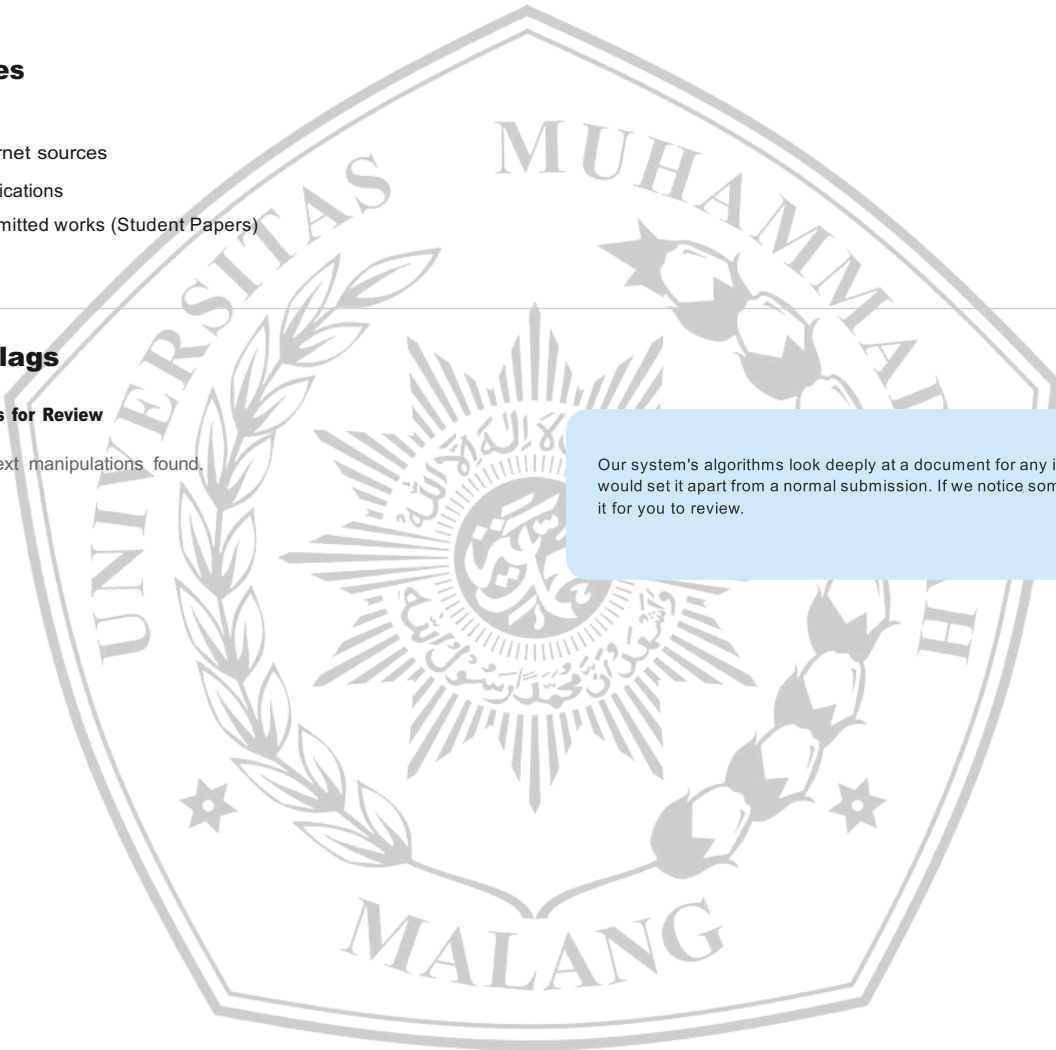 es
rnet sources
ications
mitted works (Student Papers)
lags
s for Review
ext manipulations found.
Our system's algorithms look deeply at a document for any i
would set it apart from a normal submission. If we notice som
it for you to review.
UNIVERSITAS MUHAMMA
H
MALANG